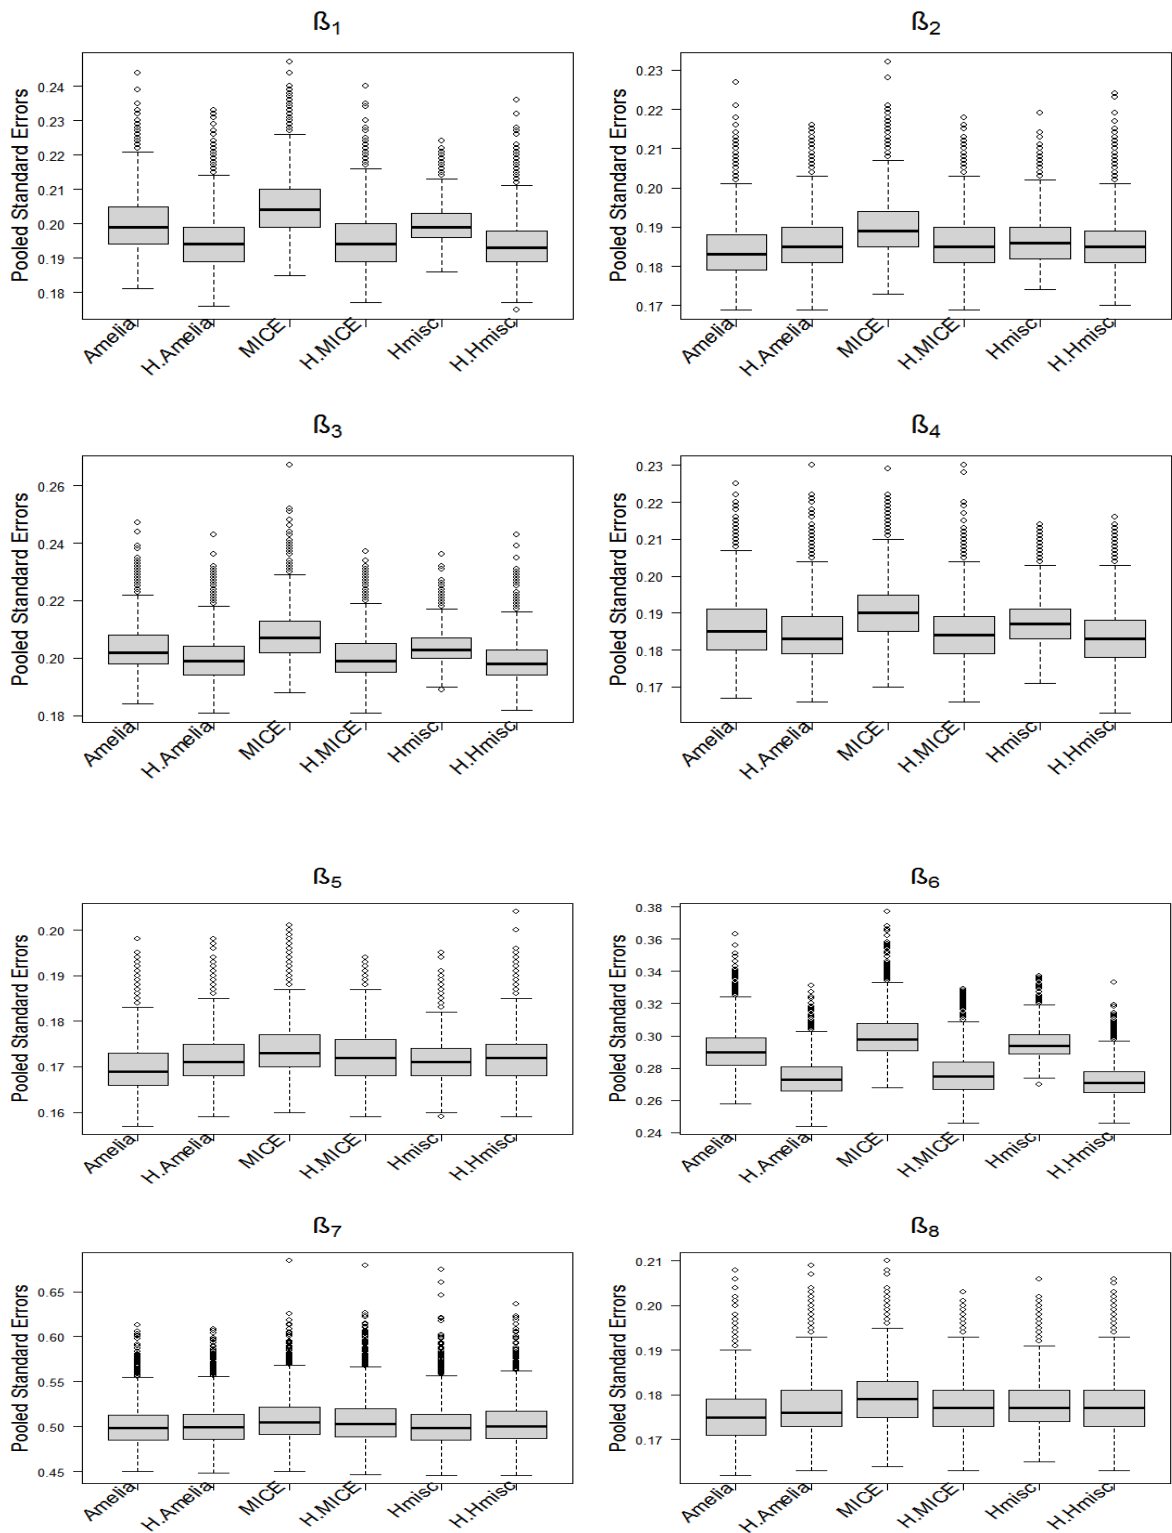 ß1
Pooled Standard Errors
0.24
0.23
0.22
0.21
0.20
0.19
0.18
Amelia
H.Amelia
MICE
H.MICE
Hmisc
H.Hmisc
ß2
Pooled Standard Errors
0.23
0.22
0.21
0.20
0.19
0.18
0.17
Amelia
H.Amelia
MICE
H.MICE
Hmisc
H.Hmisc
ß3
Pooled Standard Errors
0.26
0.24
0.22
0.20
0.18
Amelia
H.Amelia
MICE
H.MICE
Hmisc
H.Hmisc
ß4
Pooled Standard Errors
0.23
0.22
0.21
0.20
0.19
0.18
0.17
Amelia
H.Amelia
MICE
H.MICE
Hmisc
H.Hmisc
ß5
Pooled Standard Errors
0.20
0.19
0.18
0.17
0.16
Amelia
H.Amelia
MICE
H.MICE
Hmisc
H.Hmisc
ß6
Pooled Standard Errors
0.38
0.36
0.34
0.32
0.30
0.28
0.26
0.24
Amelia
H.Amelia
MICE
H.MICE
Hmisc
H.Hmisc
ß7
Pooled Standard Errors
0.65
0.60
0.55
0.50
0.45
Amelia
H.Amelia
MICE
H.MICE
Hmisc
H.Hmisc
ß8
Pooled Standard Errors
0.21
0.20
0.19
0.18
0.17
Amelia
H.Amelia
MICE
H.MICE
Hmisc
H.Hmisc